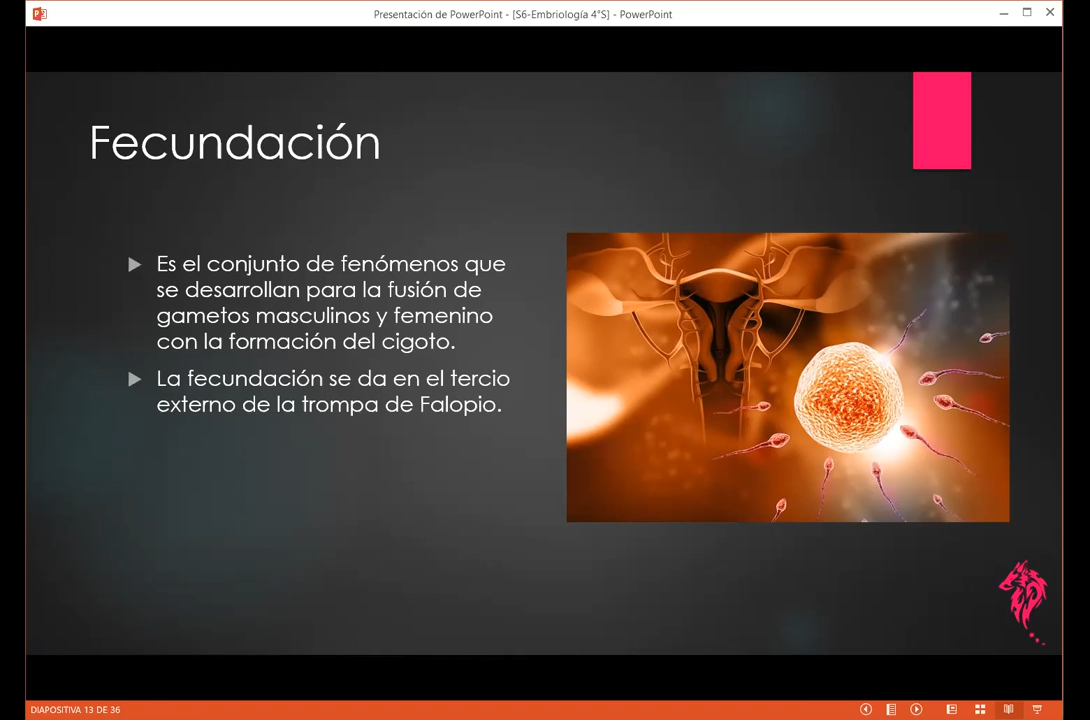 Presentación de PowerPoint - [S6-Embriología 4°S] - PowerPoint
Fecundación
Es el conjunto de fenómenos que
se desarrollan para la fusión de
gametos masculinos y femenino
con la formación del cigoto.
La fecundación se da en el tercio
externo de la trompa de Falopio.
DIAPOSITIVA 13 DE 36